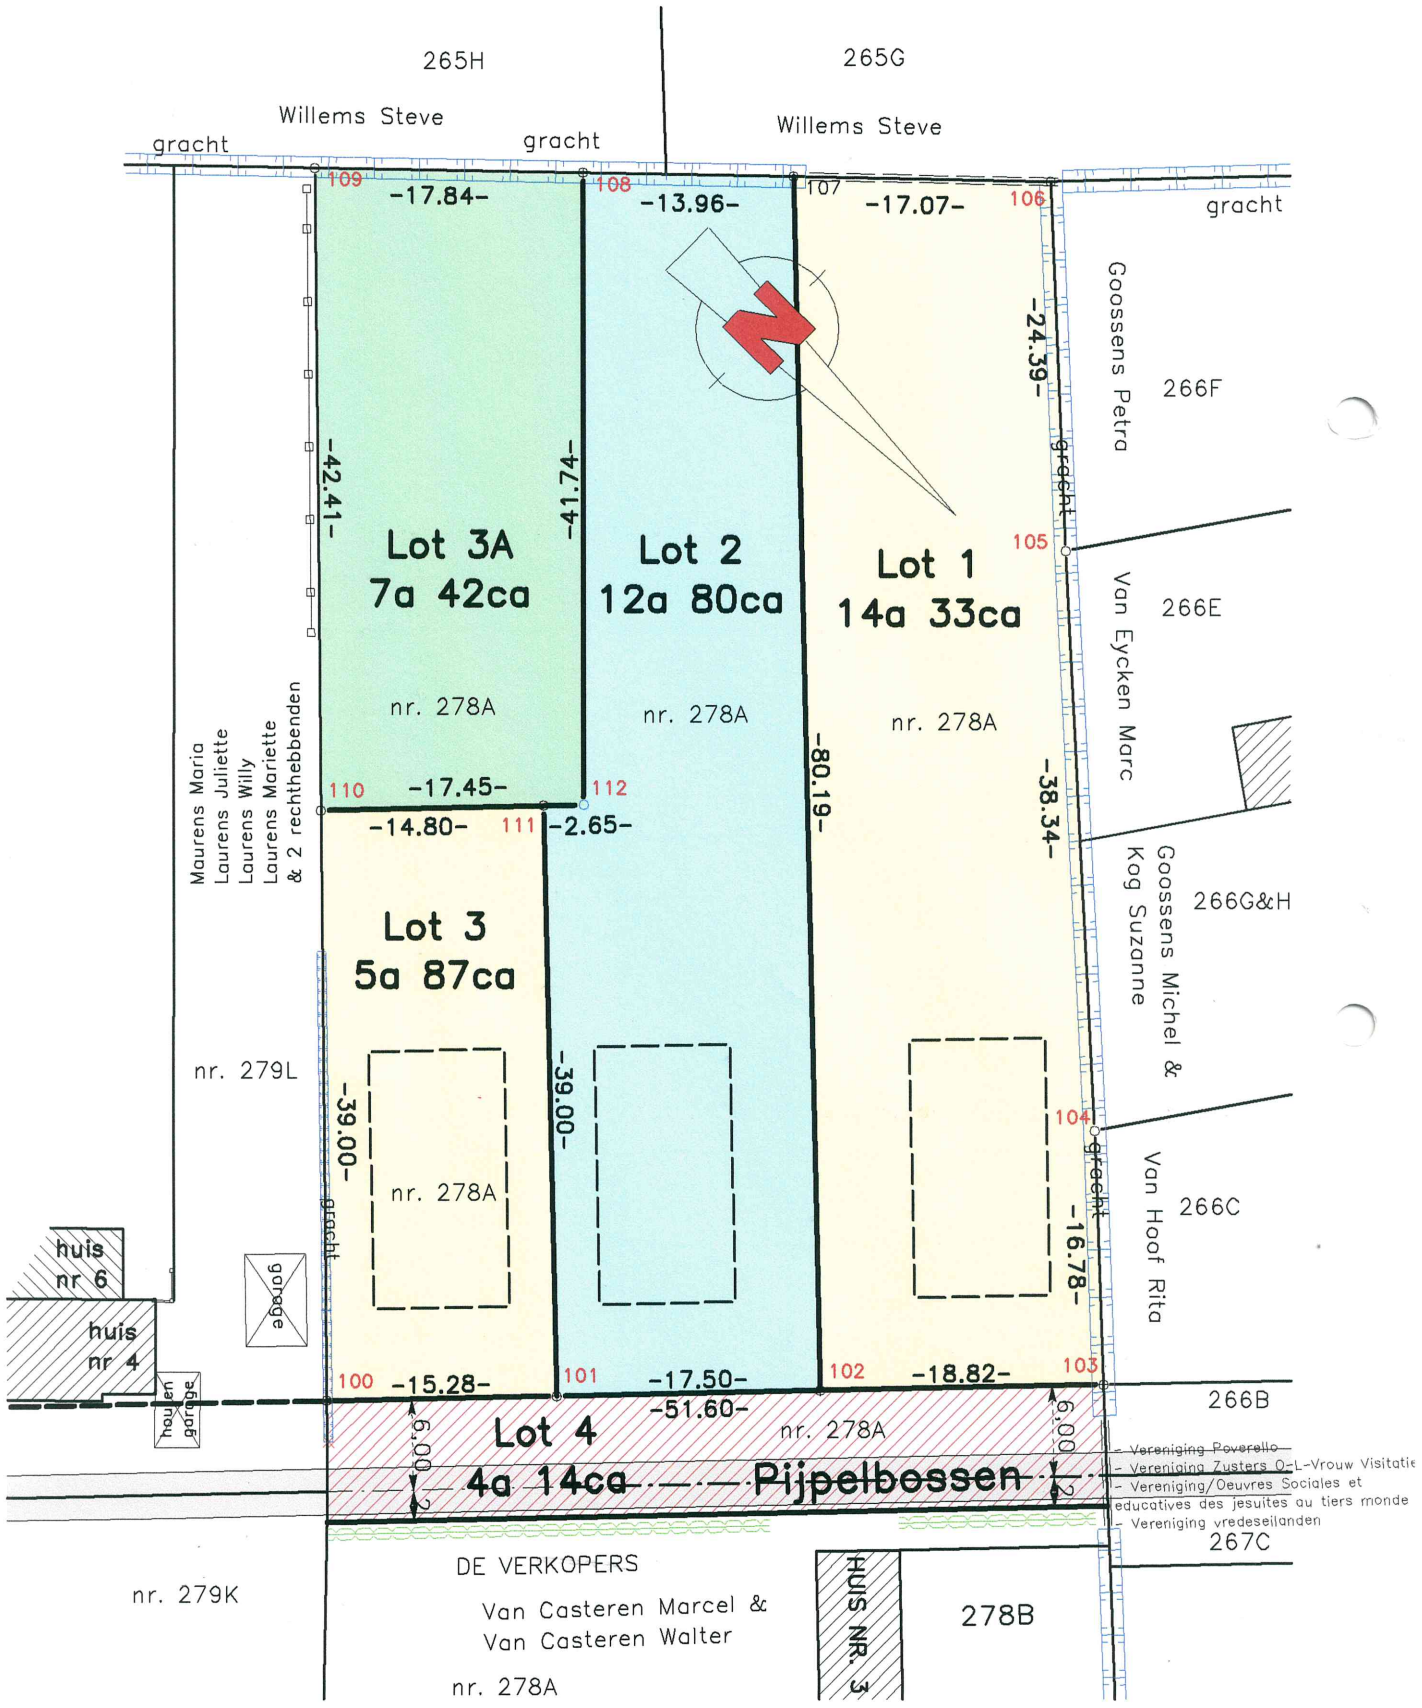 265H
265G
Willems Steve
Willems Steve
gracht
gracht
109
-17.84-
108
-13.96-
107
-17.07-
106
gracht
N
-24.39-
Goossens Petra
266F
gracht
-42.41-
-41.74-
Lot 3A
7a 42ca
Lot 2
12a 80ca
Lot 1
14a 33ca
105
Van Eycken Marc
266E
nr. 278A
nr. 278A
nr. 278A
Maurens Maria
Laurens Juliette
Laurens Willy
Laurens Mariette
& 2 rechthebbenden
110
-17.45-
112
-14.80-
111
-2.65-
-80.19-
-38.34-
Goossens Michel &
Kog Suzanne
266G&H
Lot 3
5a 87ca
nr. 279L
-39.00-
-39.00-
nr. 278A
gracht
104
gracht
Van Hoof Rita
266C
-16.78-
huis
nr 6
huis
nr 4
garage
houten
garage
100
-15.28-
101
-17.50-
102
-18.82-
103
-51.60-
266B
Lot 4
4a 14ca
nr. 278A
Pijpelbossen
6,00
2
6,00
2
- Vereniging Poverello
- Vereniging Zusters O-L-Vrouw Visitatie
- Vereniging/Oeuvres Sociales et
educatives des jesuites au tiers monde
- Vereniging vredeseilanden
267C
DE VERKOPERS
Van Casteren Marcel &
Van Casteren Walter
nr. 278A
nr. 279K
HUIS NR. 3
278B